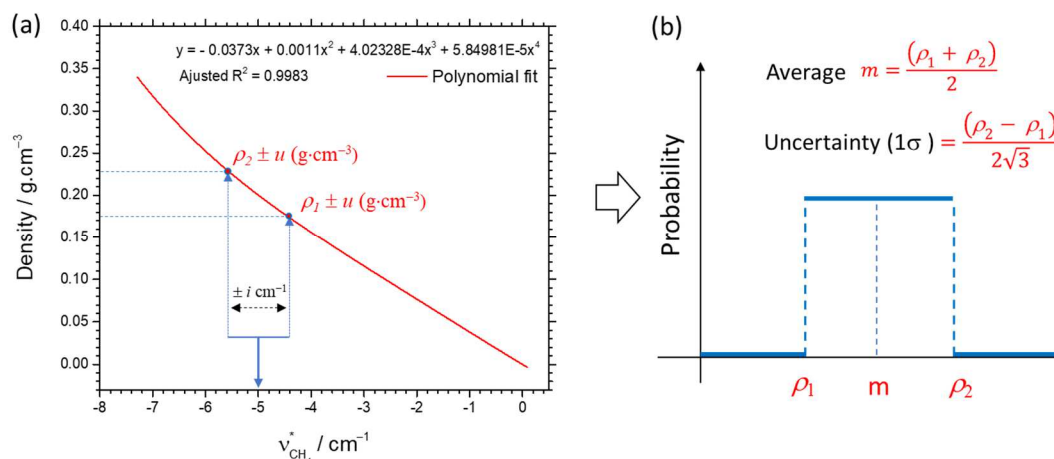 (a)
y = - 0.0373x + 0.0011x² + 4.02328E-4x³ + 5.84981E-5x⁴
Ajusted R² = 0.9983
Polynomial fit
ρ₂ ± u (g·cm⁻³)
ρ₁ ± u (g·cm⁻³)
± i cm⁻¹
Density / g.cm⁻³
0.40
0.35
0.30
0.25
0.20
0.15
0.10
0.05
0.00
-8 -7 -6 -5 -4 -3 -2 -1 0
ν*CH₄ / cm⁻¹
(b)
Average m = (ρ₁ + ρ₂) / 2
Uncertainty (1σ ) = (ρ₂ − ρ₁) / 2√3
Probability
ρ₁ m ρ₂